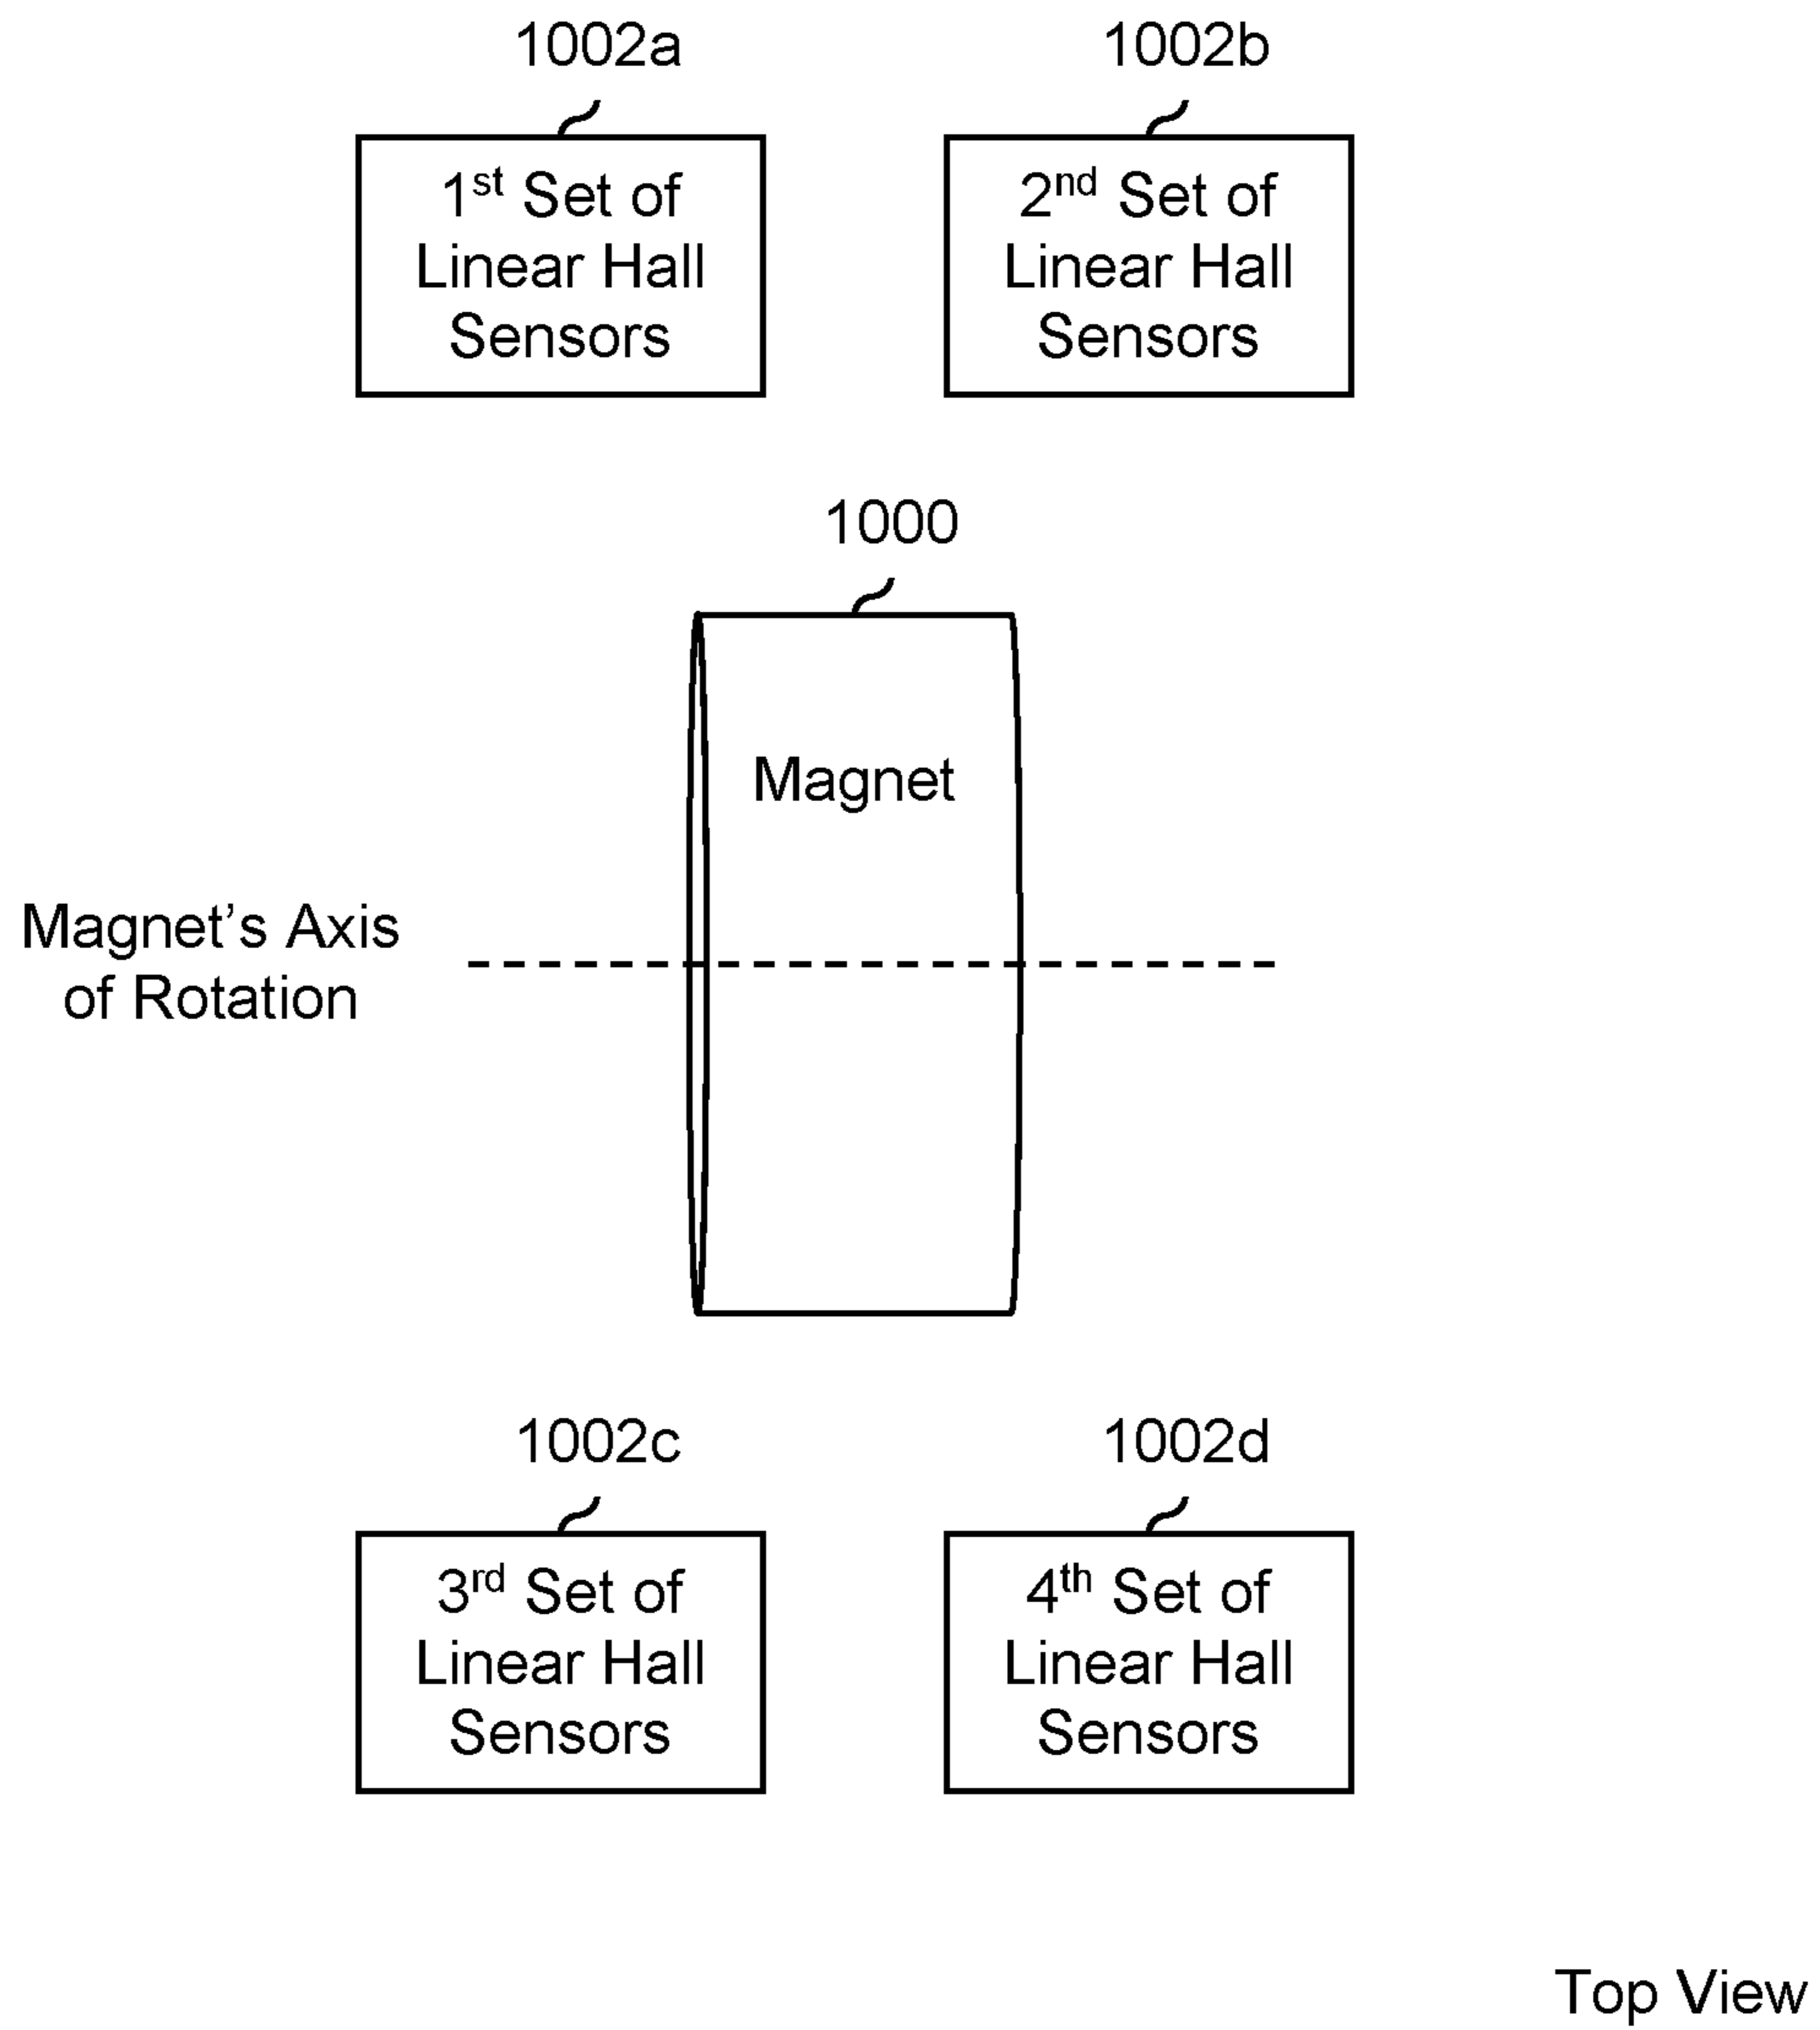 1002a
1002b
1st Set of
Linear Hall
Sensors
2nd Set of
Linear Hall
Sensors
1000
Magnet
Magnet’s Axis
of Rotation
1002c
1002d
3rd Set of
Linear Hall
Sensors
4th Set of
Linear Hall
Sensors
Top View